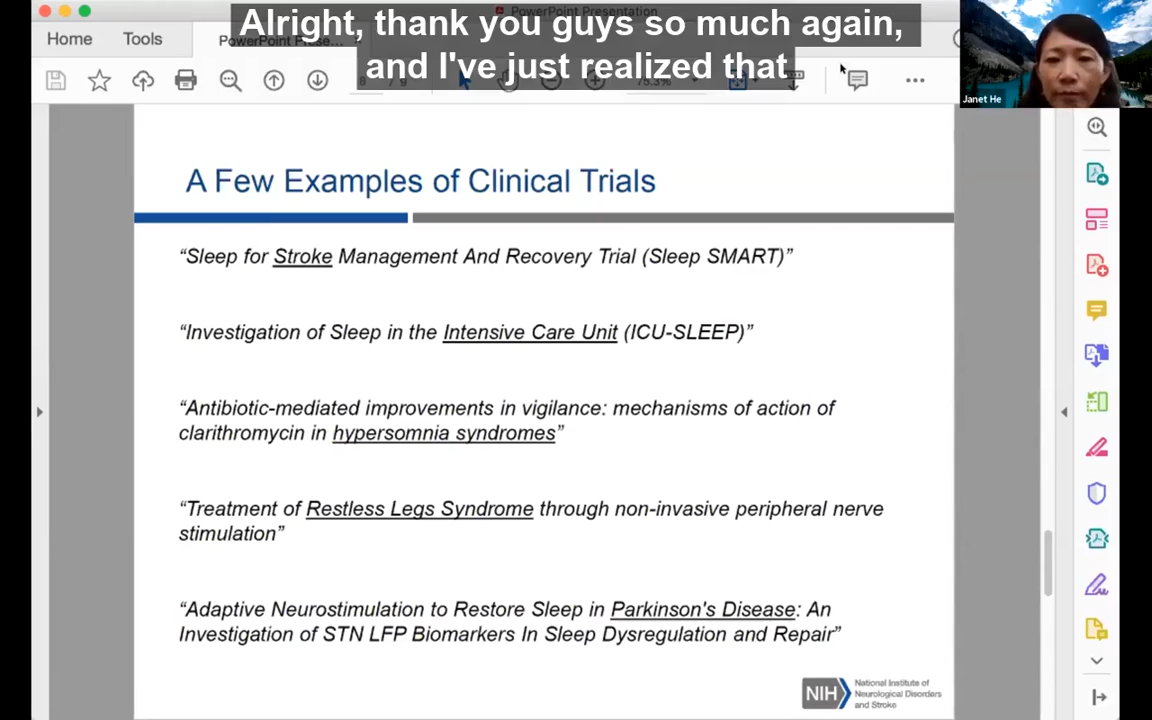 PowerPoint Presentation
Alright, thank you guys so much again,
and I've just realized that
Home
Tools
PowerPoint Prese...
Janet He
A Few Examples of Clinical Trials
“Sleep for Stroke Management And Recovery Trial (Sleep SMART)”
“Investigation of Sleep in the Intensive Care Unit (ICU-SLEEP)”
“Antibiotic-mediated improvements in vigilance: mechanisms of action of
clarithromycin in hypersomnia syndromes”
“Treatment of Restless Legs Syndrome through non-invasive peripheral nerve
stimulation”
“Adaptive Neurostimulation to Restore Sleep in Parkinson's Disease: An
Investigation of STN LFP Biomarkers In Sleep Dysregulation and Repair”
NIH
National Institute of
Neurological Disorders
and Stroke